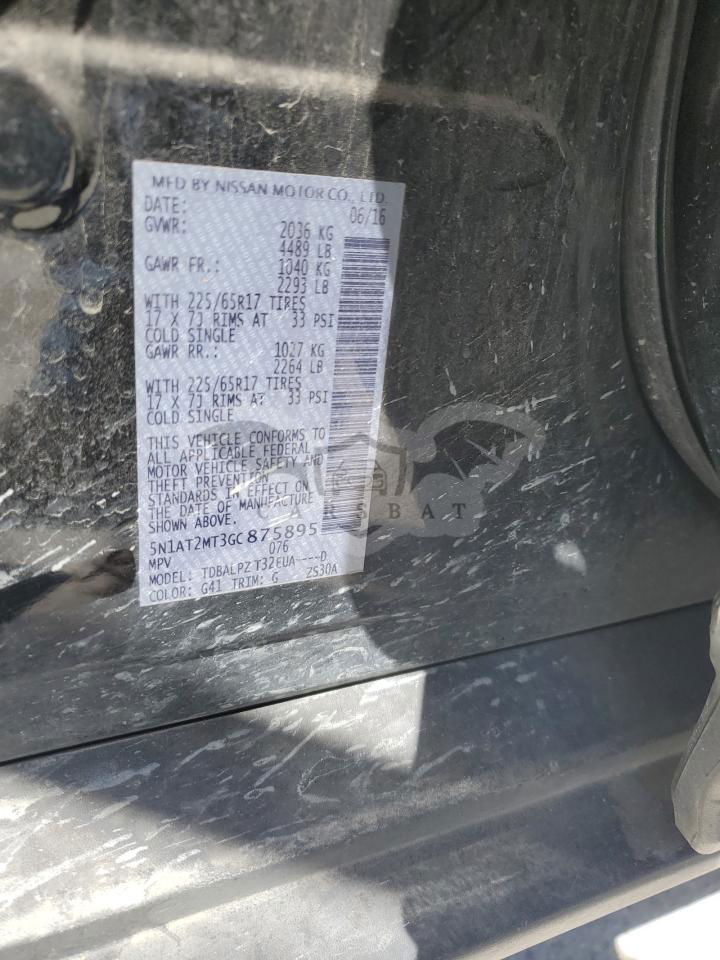 MFD BY NISSAN MOTOR CO., LTD.
DATE: 06/16
GVWR: 2036 KG
4489 LB
GAWR FR.: 1040 KG
2293 LB
WITH 225/65R17 TIRES
17 X 7J RIMS AT 33 PSI
COLD SINGLE
GAWR RR.: 1027 KG
2264 LB
WITH 225/65R17 TIRES
17 X 7J RIMS AT 33 PSI
COLD SINGLE
THIS VEHICLE CONFORMS TO
ALL APPLICABLE FEDERAL
MOTOR VEHICLE SAFETY AND
THEFT PREVENTION
STANDARDS IN EFFECT ON
THE DATE OF MANUFACTURE
SHOWN ABOVE.
5N1AT2MT3GC875895
MPV 076
MODEL: TDBALPZ T32EUA----D
COLOR: G41 TRIM: G ZS30A
CARSBAT